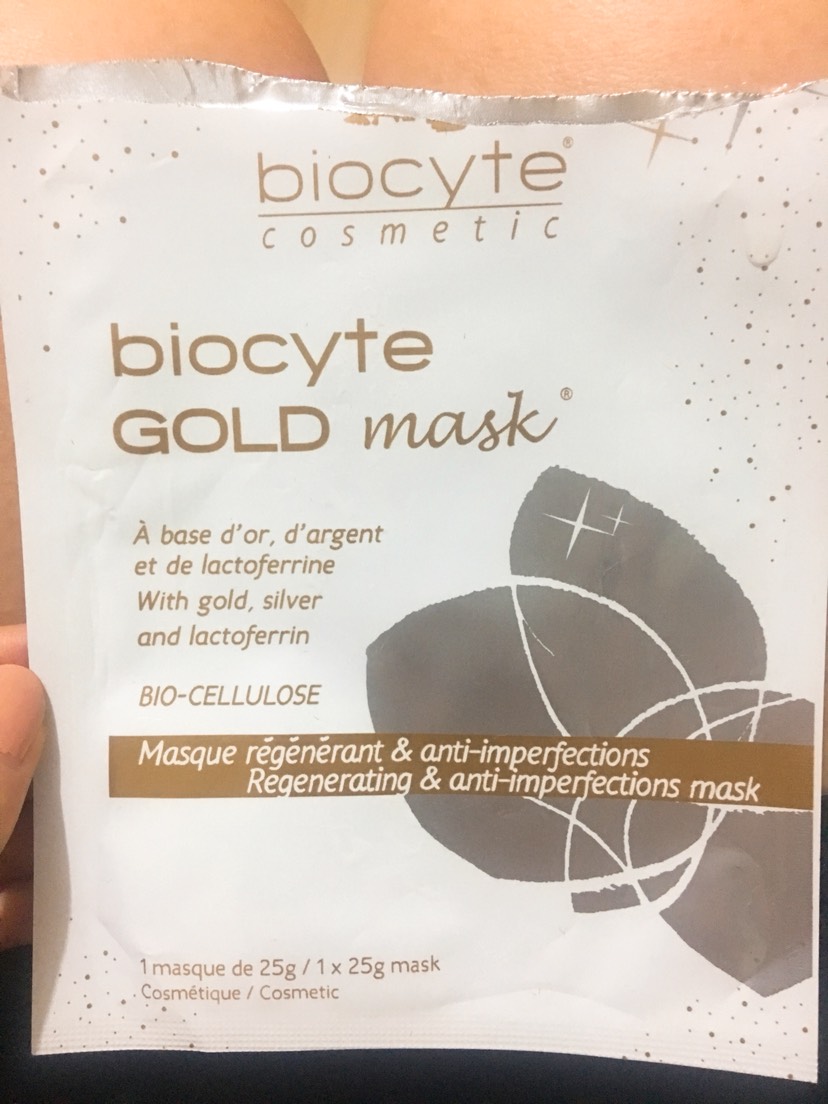 biocyte®
cosmetic
biocyte
GOLD mask®
À base d'or, d'argent
et de lactoferrine
With gold, silver
and lactoferrin
BIO-CELLULOSE
Masque régénérant & anti-imperfections
Regenerating & anti-imperfections mask
1 masque de 25g / 1 x 25g mask
Cosmétique / Cosmetic